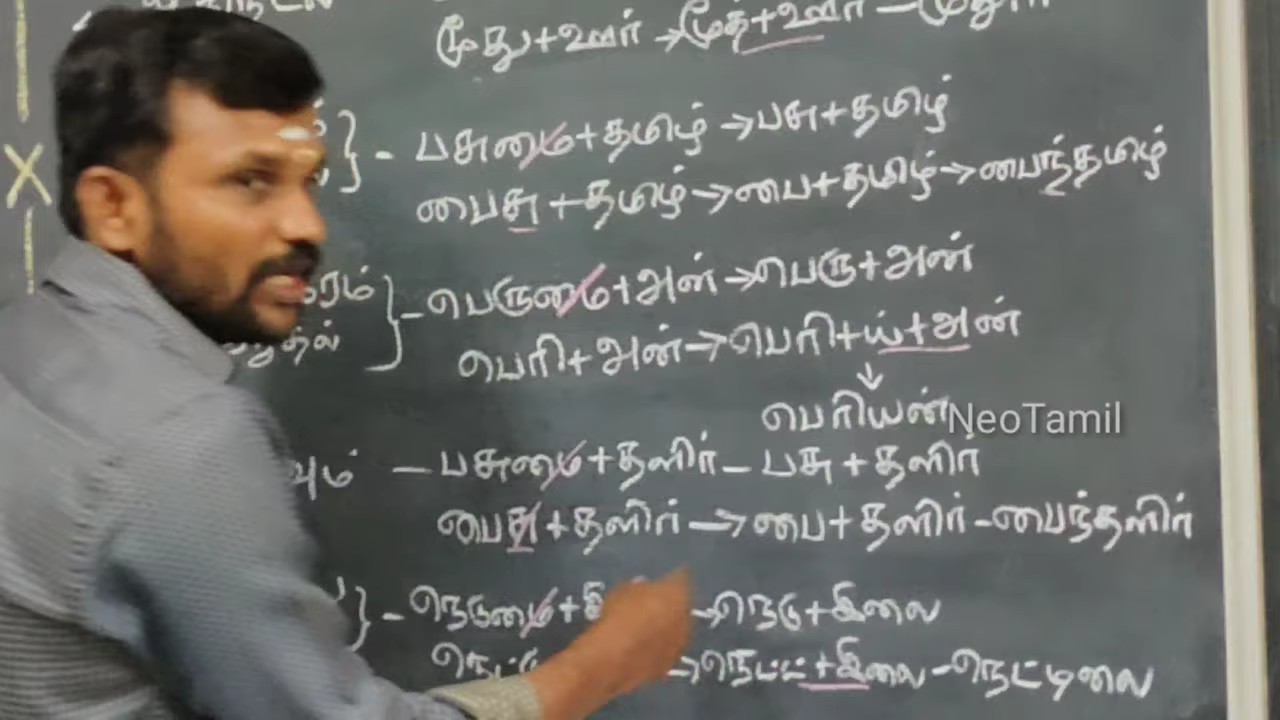 மூது+ஊர் →மூத்+ஊர் –மூதூர்
} - பசுமை+தமிழ் →பசு+தமிழ்
பைசு+தமிழ்→பை+தமிழ்→பைந்தமிழ்
கரம் } -பெருமை+அன்→பெரு+அன்
பெரி+அன்→பெரி+ய்+அன்
↓
பெரியன்
NeoTamil
– பசுமை+தளிர்– பசு +தளிர்
பைசு+தளிர் →பை+தளிர் -பைந்தளிர்
} -நெடுமை+ →நெடு+இலை
→நெட்ட்+இலை-நெட்டிலை